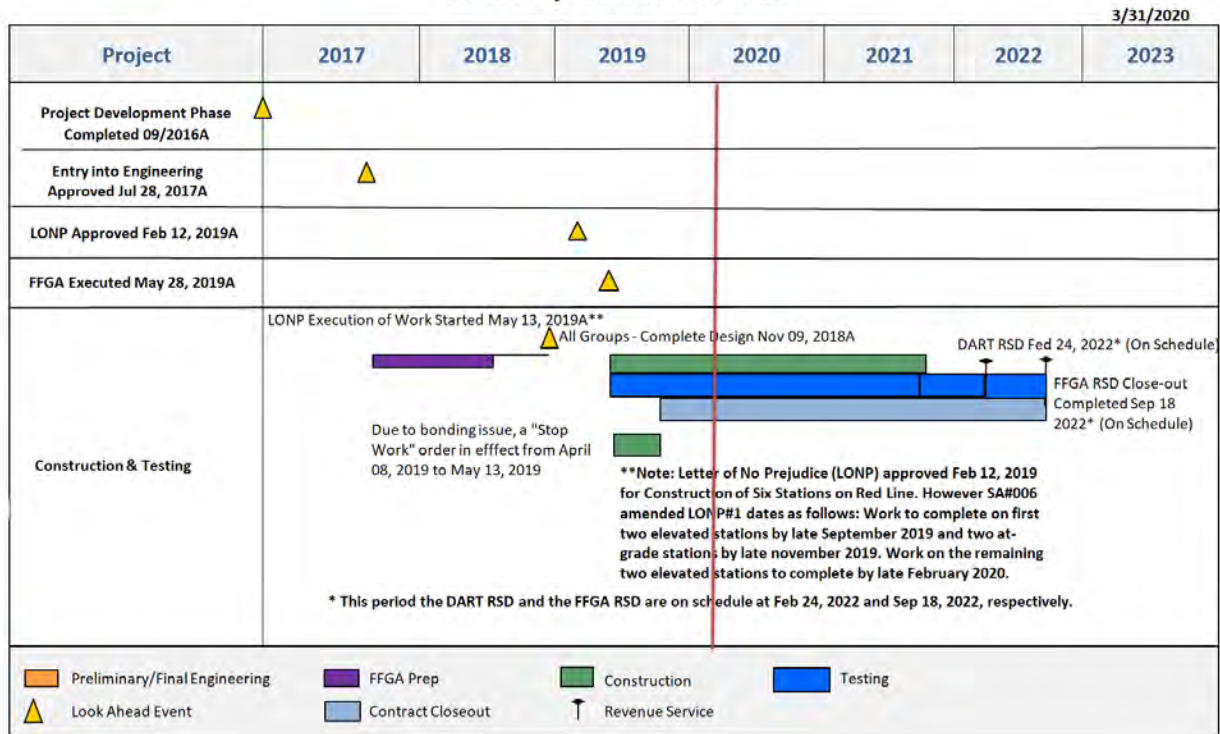 3/31/2020
Project
2017
2018
2019
2020
2021
2022
2023
Project Development Phase
Completed 09/2016A
Entry into Engineering
Approved Jul 28, 2017A
LONP Approved Feb 12, 2019A
FFGA Executed May 28, 2019A
LONP Execution of Work Started May 13, 2019A**
All Groups - Complete Design Nov 09, 2018A
DART RSD Fed 24, 2022* (On Schedule)
FFGA RSD Close-out
Completed Sep 18
2022* (On Schedule)
Due to bonding issue, a "Stop
Work" order in efffect from April
08, 2019 to May 13, 2019
Construction & Testing
**Note: Letter of No Prejudice (LONP) approved Feb 12, 2019
for Construction of Six Stations on Red Line. However SA#006
amended LONP#1 dates as follows: Work to complete on first
two elevated stations by late September 2019 and two at-
grade stations by late november 2019. Work on the remaining
two elevated stations to complete by late February 2020.
* This period the DART RSD and the FFGA RSD are on schedule at Feb 24, 2022 and Sep 18, 2022, respectively.
Preliminary/Final Engineering
FFGA Prep
Construction
Testing
Look Ahead Event
Contract Closeout
Revenue Service